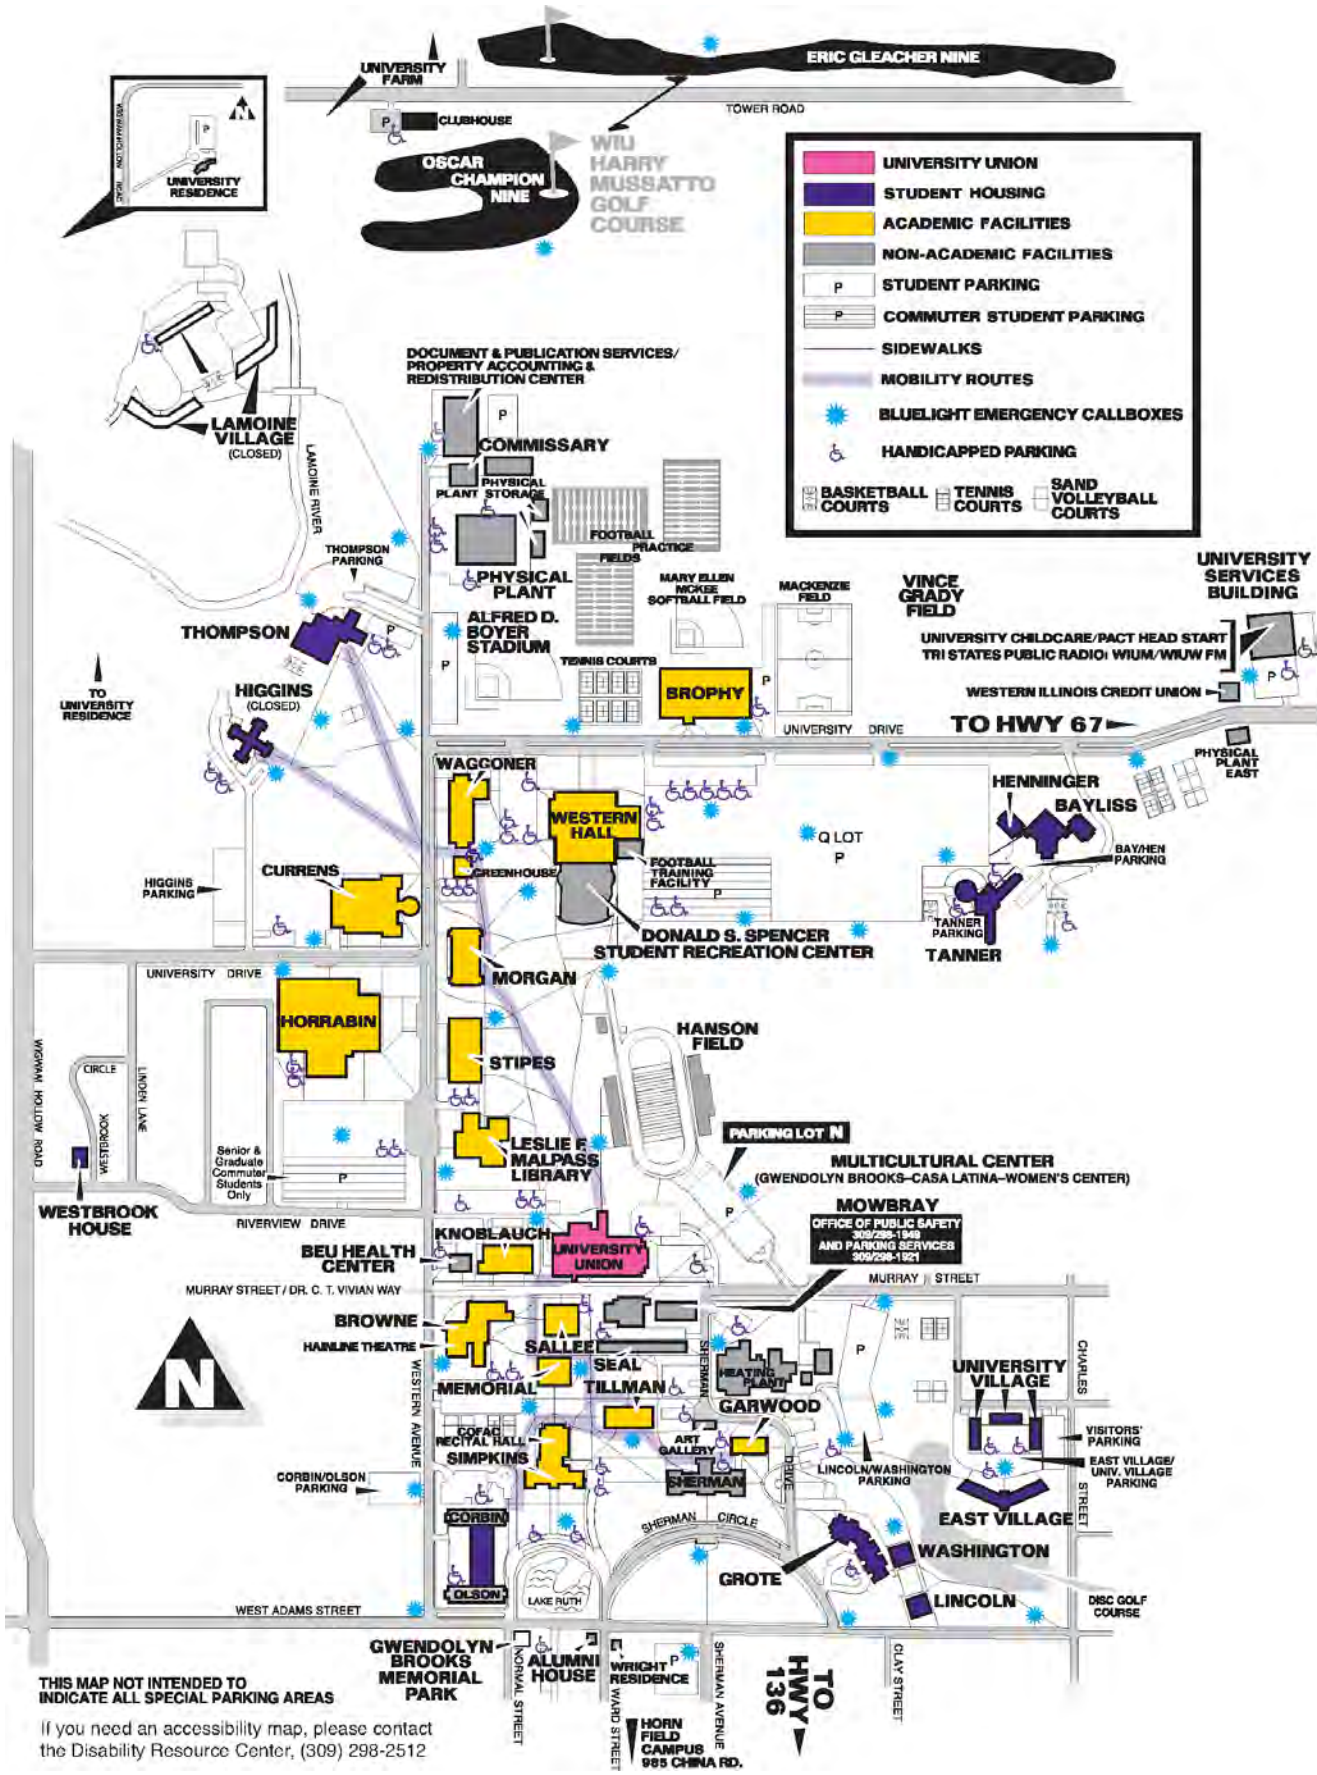 ERIC GLEACHER NINE
UNIVERSITY
FARM
TOWER ROAD
P
CLUBHOUSE
OSCAR
CHAMPION
NINE
WIU
HARRY
MUSSATTO
GOLF
COURSE
N
P
WIGWAM HOLLOW ROAD
UNIVERSITY
RESIDENCE
UNIVERSITY UNION
STUDENT HOUSING
ACADEMIC FACILITIES
NON-ACADEMIC FACILITIES
P
STUDENT PARKING
P
COMMUTER STUDENT PARKING
SIDEWALKS
MOBILITY ROUTES
BLUELIGHT EMERGENCY CALLBOXES
HANDICAPPED PARKING
BASKETBALL
COURTS
TENNIS
COURTS
SAND
VOLLEYBALL
COURTS
LAMOINE
VILLAGE
(CLOSED)
LAMOINE RIVER
DOCUMENT & PUBLICATION SERVICES/
PROPERTY ACCOUNTING &
REDISTRIBUTION CENTER
P
COMMISSARY
PHYSICAL
PLANT STORAGE
FOOTBALL
PRACTICE
FIELDS
PHYSICAL
PLANT
THOMPSON
PARKING
THOMPSON
P
ALFRED D.
BOYER
STADIUM
P
TENNIS COURTS
MARY ELLEN
MCKEE
SOFTBALL FIELD
MACKENZIE
FIELD
VINCE
GRADY
FIELD
UNIVERSITY
SERVICES
BUILDING
UNIVERSITY CHILDCARE/PACT HEAD START
TRI STATES PUBLIC RADIO: WIUM/WIUW FM
P
WESTERN ILLINOIS CREDIT UNION
BROPHY
P
TO HWY 67
UNIVERSITY DRIVE
PHYSICAL
PLANT
EAST
TO
UNIVERSITY
RESIDENCE
HIGGINS
(CLOSED)
WAGGONER
WESTERN
HALL
GREENHOUSE
FOOTBALL
TRAINING
FACILITY
P
Q LOT
P
HENNINGER
BAYLISS
BAY/HEN
PARKING
TANNER
PARKING
TANNER
HIGGINS
PARKING
CURRENS
DONALD S. SPENCER
STUDENT RECREATION CENTER
MORGAN
UNIVERSITY DRIVE
HORRABIN
HANSON
FIELD
STIPES
WIGWAM HOLLOW ROAD
CIRCLE
WESTBROOK
LINDEN LANE
WESTBROOK
HOUSE
Senior &
Graduate
Commuter
Students
Only
P
LESLIE F.
MALPASS
LIBRARY
PARKING LOT N
P
RIVERVIEW DRIVE
MULTICULTURAL CENTER
(GWENDOLYN BROOKS–CASA LATINA–WOMEN'S CENTER)
MOWBRAY
OFFICE OF PUBLIC SAFETY
309/298-1949
AND PARKING SERVICES
309/298-1921
KNOBLAUCH
BEU HEALTH
CENTER
UNIVERSITY
UNION
MURRAY STREET
MURRAY STREET / DR. C. T. VIVIAN WAY
BROWNE
HAINLINE THEATRE
SALLEE
SEAL
SHERMAN
HEATING
PLANT
P
UNIVERSITY
VILLAGE
CHARLES
N
WESTERN AVENUE
MEMORIAL
TILLMAN
GARWOOD
COFAC
RECITAL HALL
SIMPKINS
ART
GALLERY
SHERMAN
DRIVE
LINCOLN/WASHINGTON
PARKING
VISITORS'
PARKING
EAST VILLAGE/
UNIV. VILLAGE
PARKING
STREET
CORBIN/OLSON
PARKING
CORBIN
OLSON
SHERMAN CIRCLE
EAST VILLAGE
WASHINGTON
GROTE
LINCOLN
DISC GOLF
COURSE
LAKE RUTH
WEST ADAMS STREET
GWENDOLYN
BROOKS
MEMORIAL
PARK
NORMAL STREET
ALUMNI
HOUSE
WRIGHT
RESIDENCE
P
WARD STREET
SHERMAN AVENUE
TO
HWY
136
CLAY STREET
HORN
FIELD
CAMPUS
985 CHINA RD.
THIS MAP NOT INTENDED TO
INDICATE ALL SPECIAL PARKING AREAS
If you need an accessibility map, please contact
the Disability Resource Center, (309) 298-2512